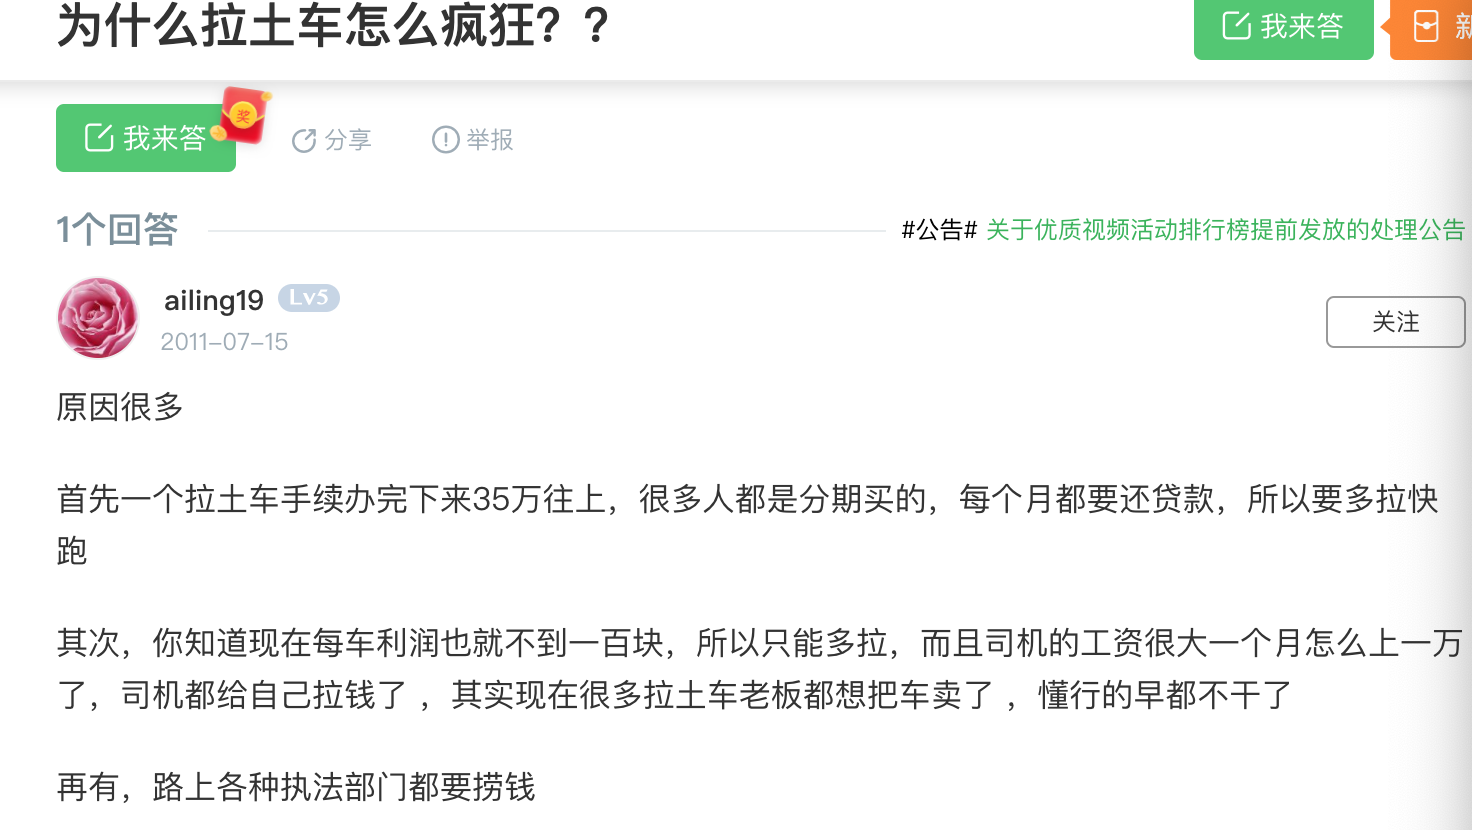 为什么拉土车怎么疯狂？？
我来答
新
我来答
奖
分享
举报
1个回答
#公告# 关于优质视频活动排行榜提前发放的处理公告
ailing19 Lv5
2011-07-15
关注
原因很多
首先一个拉土车手续办完下来35万往上，很多人都是分期买的，每个月都要还贷款，所以要多拉快
跑
其次，你知道现在每车利润也就不到一百块，所以只能多拉，而且司机的工资很大一个月怎么上一万
了，司机都给自己拉钱了 ，其实现在很多拉土车老板都想把车卖了 ，懂行的早都不干了
再有，路上各种执法部门都要捞钱